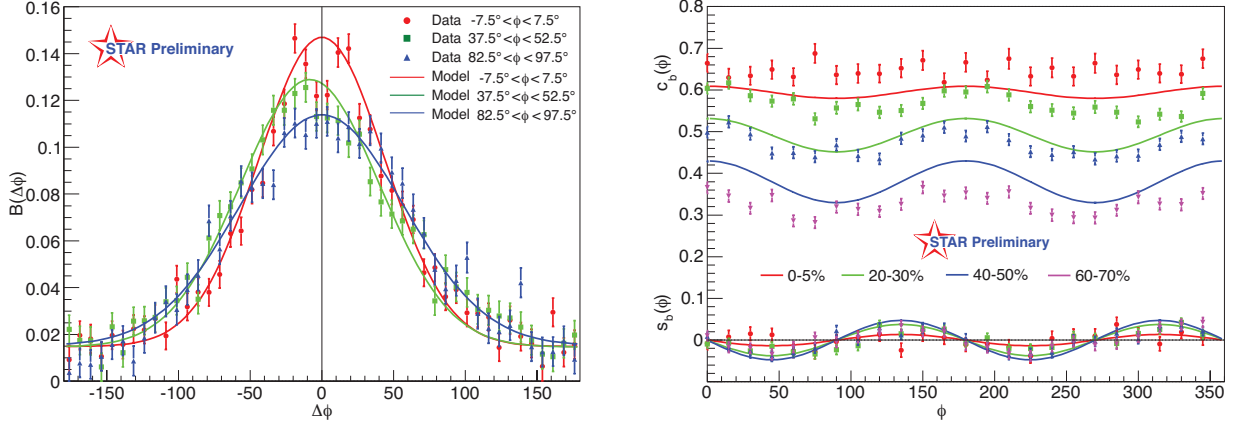 B(Δϕ)
0.16
0.14
0.12
0.1
0.08
0.06
0.04
0.02
0
STAR Preliminary
Data -7.5°<ϕ<7.5°
Data 37.5°<ϕ<52.5°
Data 82.5°<ϕ<97.5°
Model -7.5°<ϕ<7.5°
Model 37.5°<ϕ<52.5°
Model 82.5°<ϕ<97.5°
-150 -100 -50 0 50 100 150
Δϕ
c_b(ϕ)
0.8
0.7
0.6
0.5
0.4
0.3
0.2
STAR Preliminary
0-5% 20-30% 40-50% 60-70%
s_b(ϕ)
0.1
0
0 50 100 150 200 250 300 350
ϕ